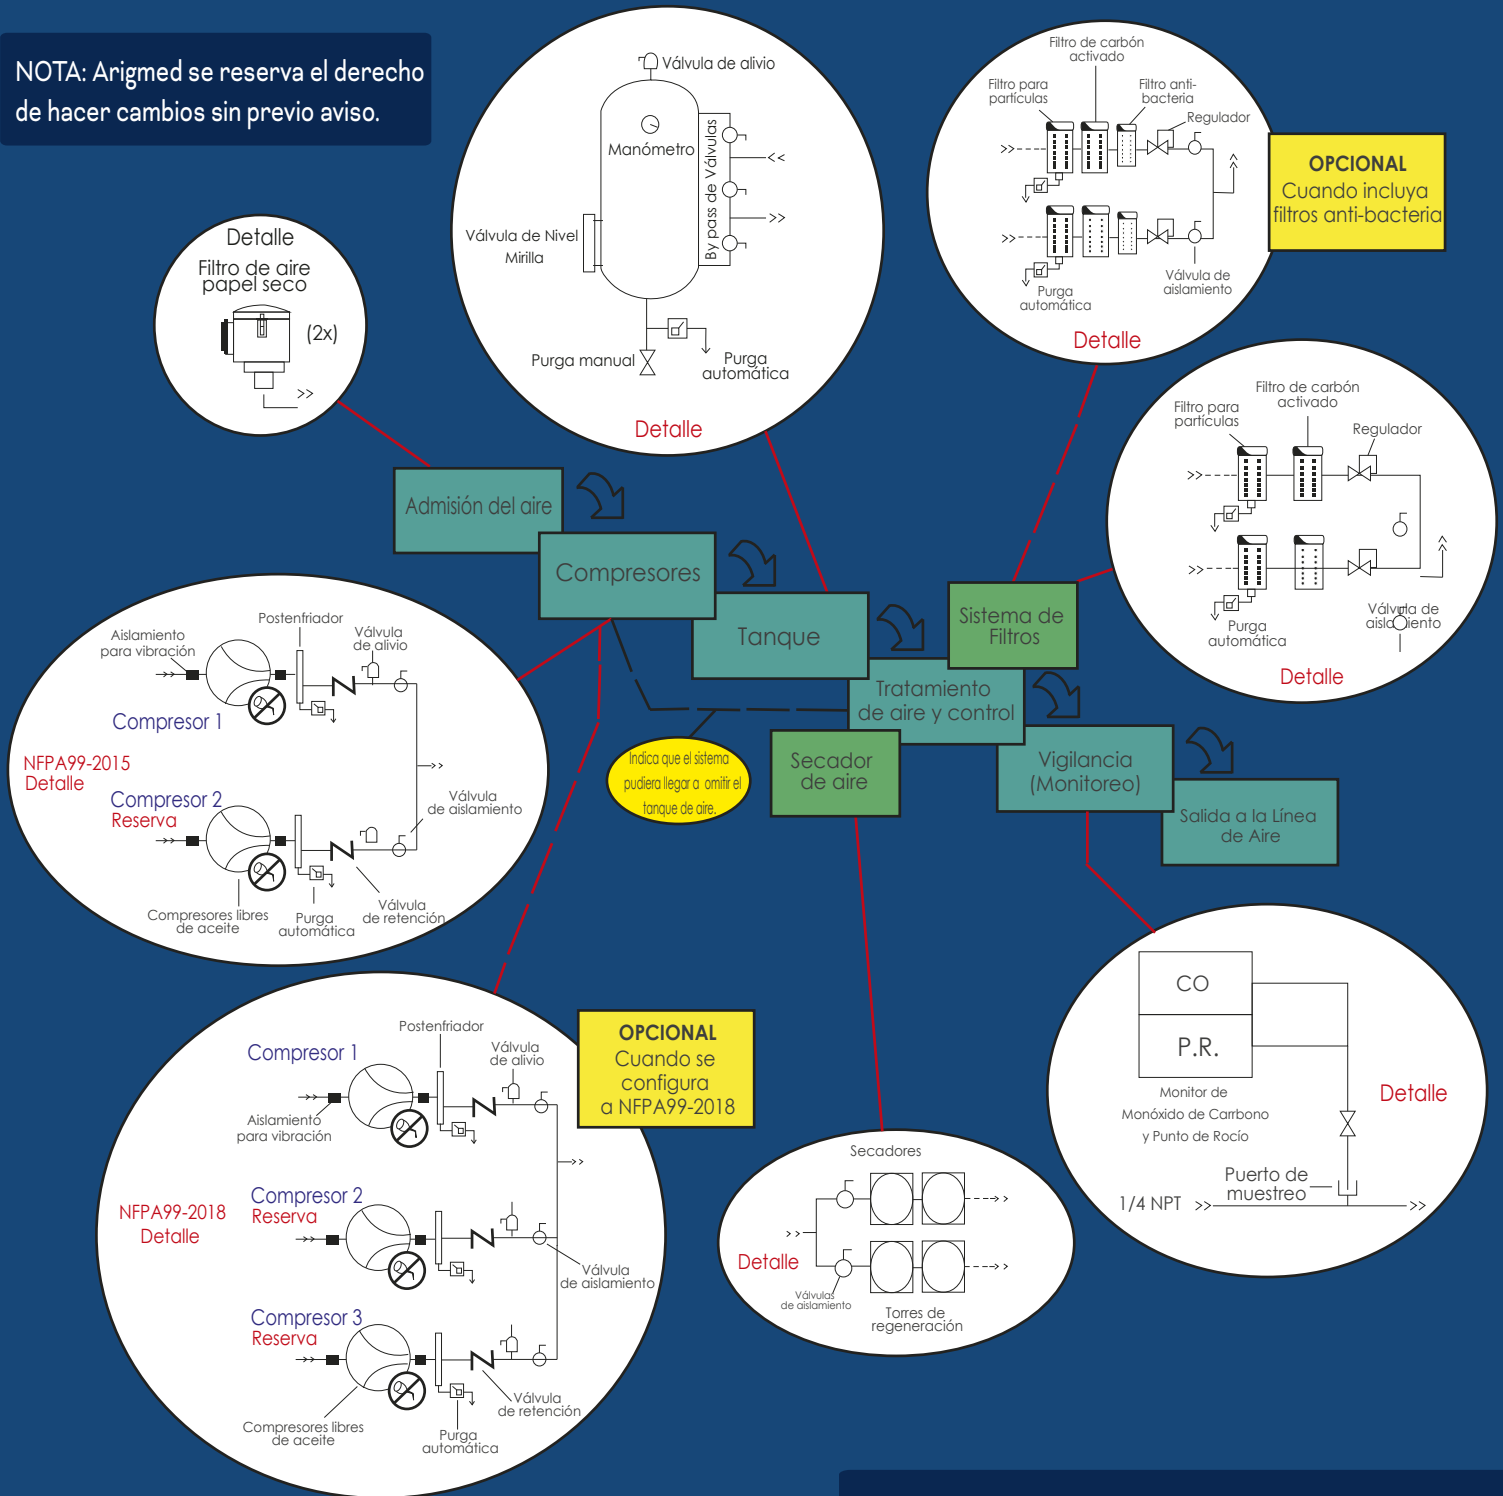 NOTA: Arigmed se reserva el derecho
de hacer cambios sin previo aviso.
Detalle
Filtro de aire
papel seco
(2x)
Válvula de alivio
Manómetro
By pass de Válvulas
<<
>>
Válvula de Nivel
Mirilla
Purga manual
Purga
automática
Detalle
Filtro de carbón
activado
Filtro para
partículas
Filtro anti-
bacteria
Regulador
Válvula de
aislamiento
Purga
automática
Detalle
OPCIONAL
Cuando incluya
filtros anti-bacteria
Filtro de carbón
activado
Filtro para
partículas
Regulador
Válvula de
aislamiento
Purga
automática
Detalle
Admisión del aire
Compresores
Tanque
Sistema de
Filtros
Tratamiento
de aire y control
Secador
de aire
Vigilancia
(Monitoreo)
Salida a la Línea
de Aire
Indica que el sistema
pudiera llegar a omitir el
tanque de aire.
Postenfriador
Aislamiento
para vibración
Válvula
de alivio
Compresor 1
NFPA99-2015
Detalle
Compresor 2
Reserva
Válvula
de aislamiento
Compresores libres
de aceite
Purga
automática
Válvula
de retención
Postenfriador
Compresor 1
Válvula
de alivio
Aislamiento
para vibración
OPCIONAL
Cuando se
configura
a NFPA99-2018
NFPA99-2018
Detalle
Compresor 2
Reserva
Válvula
de aislamiento
Compresor 3
Reserva
Válvula
de retención
Compresores libres
de aceite
Purga
automática
Secadores
Detalle
Válvulas
de aislamiento
Torres de
regeneración
CO
P.R.
Monitor de
Monóxido de Carrbono
y Punto de Rocío
Detalle
Puerto de
muestreo
1/4 NPT >>
>>